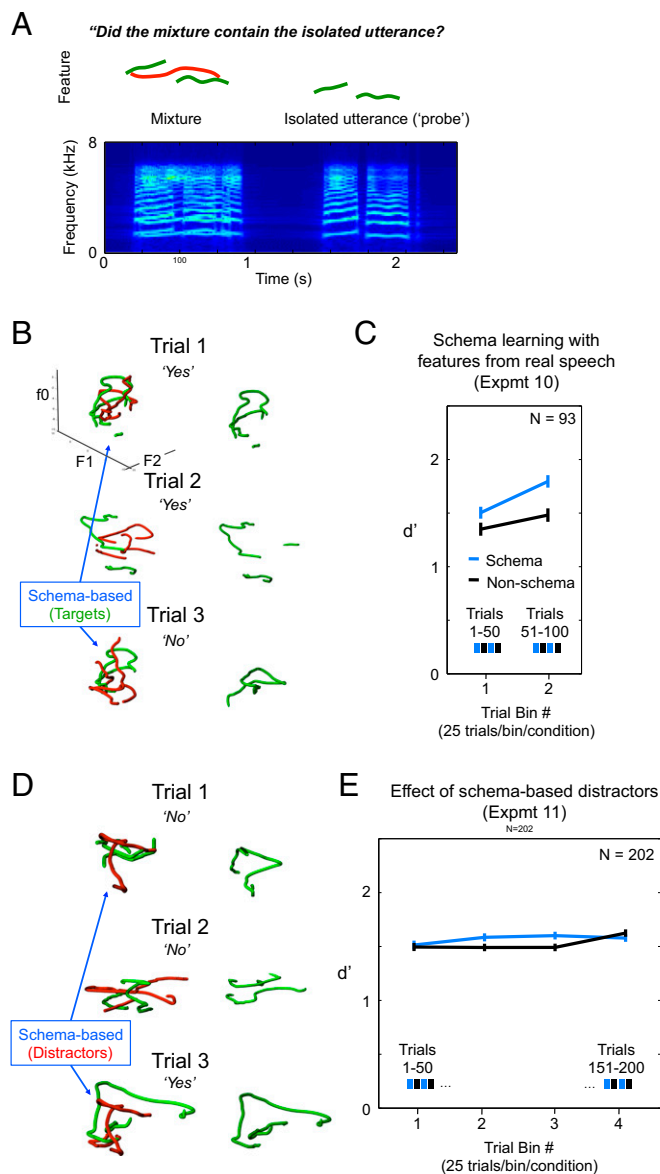 A
“Did the mixture contain the isolated utterance?
Feature
Mixture
Isolated utterance (‘probe’)
Frequency (kHz)
8
0
0
100
1
2
Time (s)
B
Trial 1
‘Yes’
f0
F1
F2
Trial 2
‘Yes’
Schema-based
(Targets)
Trial 3
‘No’
C
Schema learning with
features from real speech
(Expmt 10)
N = 93
2
d’
1
0
Schema
Non-schema
Trials
1-50
Trials
51-100
1
2
Trial Bin #
(25 trials/bin/condition)
D
Trial 1
‘No’
Trial 2
‘No’
Schema-based
(Distractors)
Trial 3
‘Yes’
E
Effect of schema-based distractors
(Expmt 11)
N=202
N = 202
2
d’
1
0
Trials
1-50
...
Trials
151-200
...
1
2
3
4
Trial Bin #
(25 trials/bin/condition)